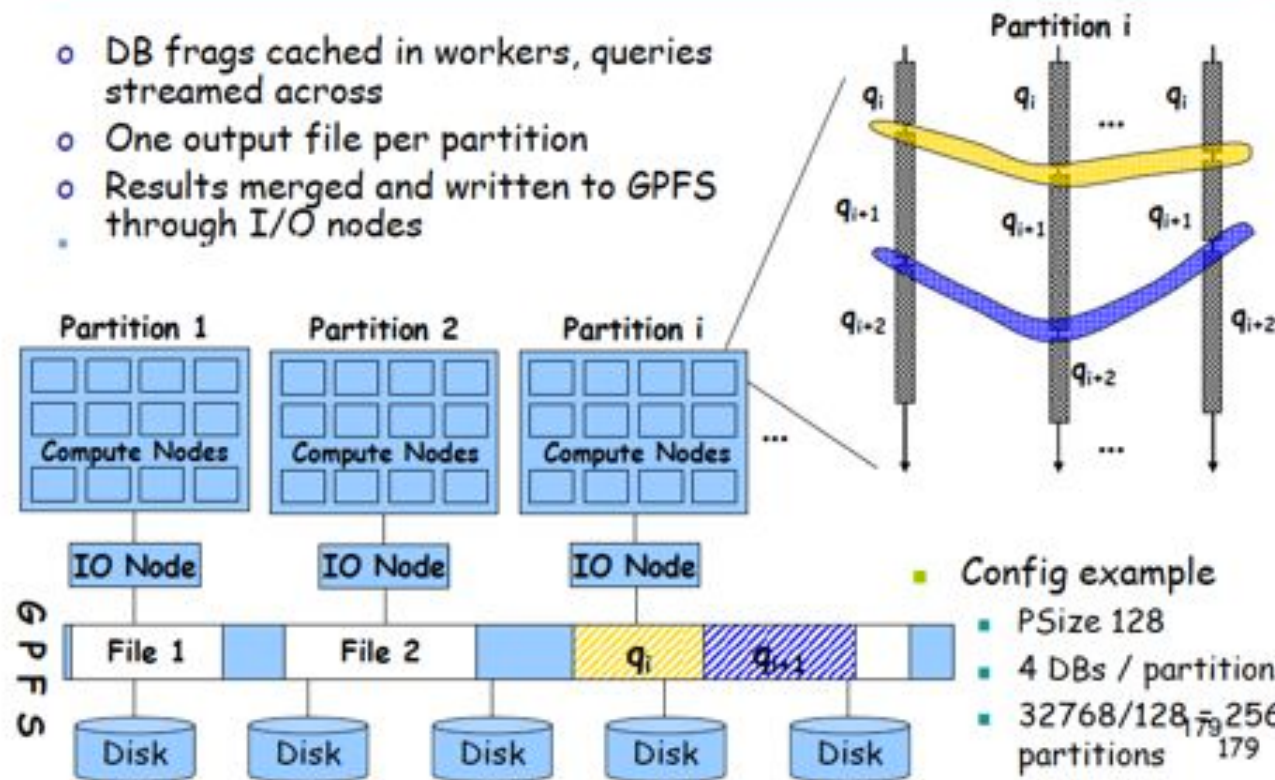 DB frags cached in workers, queries
streamed across
One output file per partition
Results merged and written to GPFS
through I/O nodes
Partition i
qi qi qi
...
qi+1 qi+1 qi+1
qi+2 qi+2 qi+2
...
Partition 1 Partition 2 Partition i
Compute Nodes Compute Nodes Compute Nodes ...
IO Node IO Node IO Node
GPFS
File 1 File 2 qi qi+1
Disk Disk Disk Disk Disk
Config example
PSize 128
4 DBs / partition
32768/128 = 256
partitions
179
179